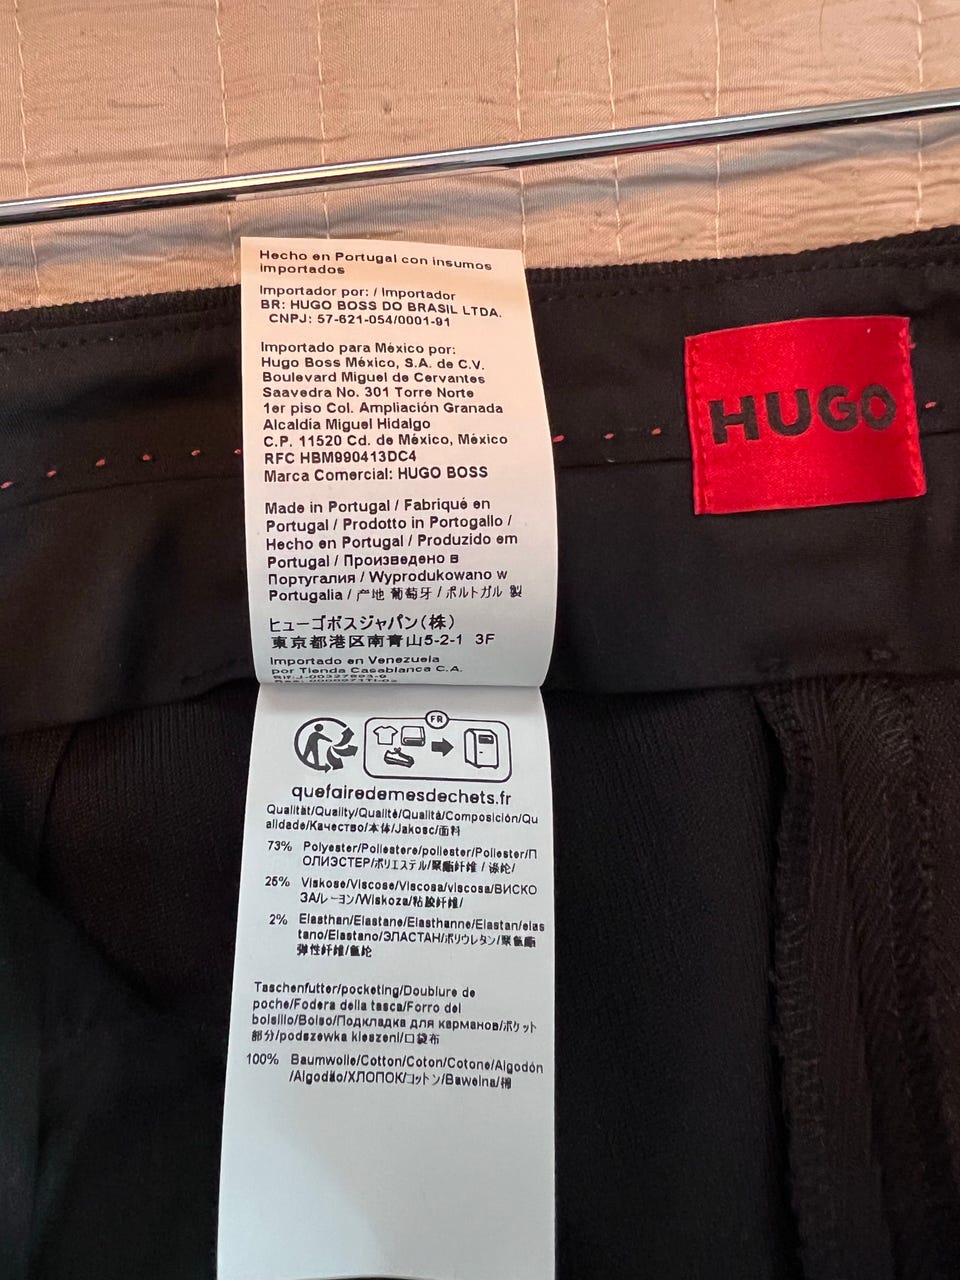 Hecho en Portugal con insumos
importados
Importado por: / Importador
BR: HUGO BOSS DO BRASIL LTDA.
CNPJ: 57-621-054/0001-91
Importado para México por:
Hugo Boss México, S.A. de C.V.
Boulevard Miguel de Cervantes
Saavedra No. 301 Torre Norte
1er piso Col. Ampliación Granada
Alcaldía Miguel Hidalgo
C.P. 11520 Cd. de México, México
RFC HBM990413DC4
Marca Comercial: HUGO BOSS
Made in Portugal / Fabriqué en
Portugal / Prodotto in Portogallo /
Hecho en Portugal / Produzido em
Portugal / Произведено в
Португалия / Wyprodukowano w
Portugalia / 产地 葡萄牙 / ポルトガル 製
ヒューゴボスジャパン(株)
東京都港区南青山5-2-1 3F
Importado en Venezuela
por Tienda Casablanca C.A.
HUGO
FR
quefairedemesdechets.fr
Qualität/Quality/Qualité/Qualità/Composición/Qu
alidade/Качество/本体/Jakosc/面料
73% Polyester/Poliestere/poliester/Poliester/П
ОЛИЭСТЕР/ポリエステル/聚酯纤维 / 涤纶/
25% Viskose/Viscose/Viscosa/viscosa/ВИСКО
ЗА/レーヨン/Wiskoza/粘胶纤维/
2% Elasthan/Elastane/Elasthanne/Elastan/elas
tano/Elastano/ЭЛАСТАН/ポリウレタン/聚氨酯
弹性纤维/氨纶
Taschenfutter/pocketing/Doublure de
poche/Fodera della tasca/Forro del
bolsillo/Bolso/Подкладка для карманов/ポケット
部分/podszewka kieszeni/口袋布
100% Baumwolle/Cotton/Coton/Cotone/Algodón
/Algodão/ХЛОПОК/コットン/Bawelna/棉